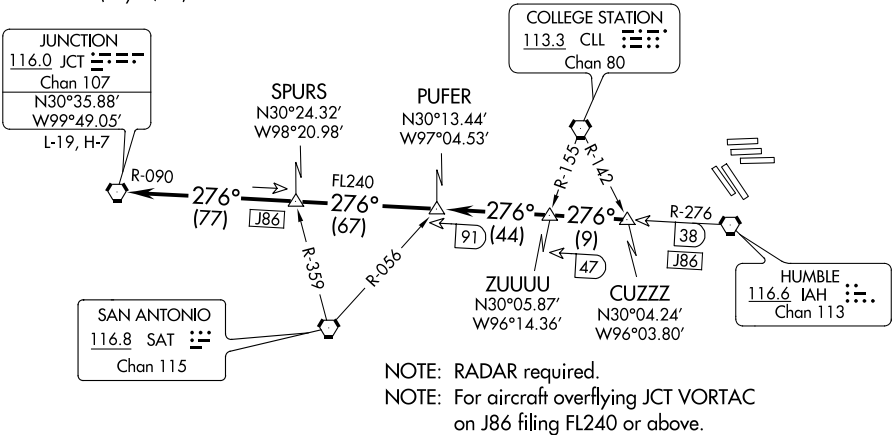 COLLEGE STATION
113.3 CLL
Chan 80
JUNCTION
116.0 JCT
Chan 107
N30°35.88'
W99°49.05'
L-19, H-7
SPURS
N30°24.32'
W98°20.98'
PUFER
N30°13.44'
W97°04.53'
R-155
R-142
R-090
276°
(77)
J86
FL240
276°
(67)
91
276°
(44)
276°
(9)
47
R-276
38
J86
R-359
R-056
ZUUUU
N30°05.87'
W96°14.36'
CUZZZ
N30°04.24'
W96°03.80'
HUMBLE
116.6 IAH
Chan 113
SAN ANTONIO
116.8 SAT
Chan 115
NOTE: RADAR required.
NOTE: For aircraft overflying JCT VORTAC
on J86 filing FL240 or above.